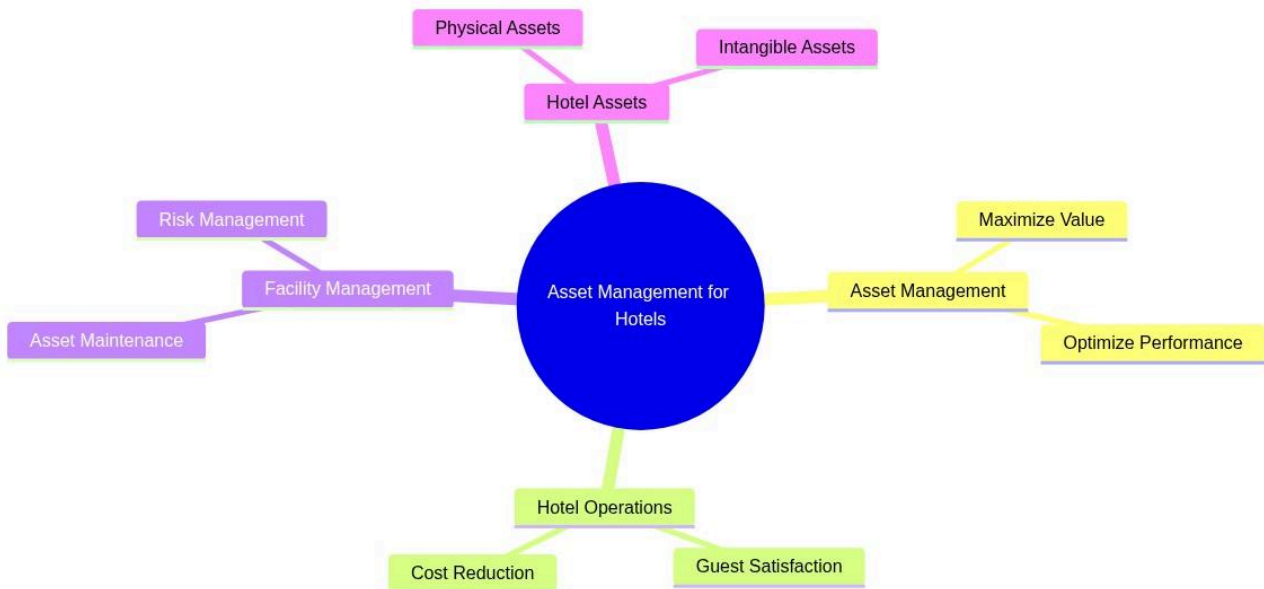 Physical Assets
Intangible Assets
Hotel Assets
Risk Management
Maximize Value
Facility Management
Asset Management for
Hotels
Asset Management
Asset Maintenance
Optimize Performance
Hotel Operations
Cost Reduction
Guest Satisfaction